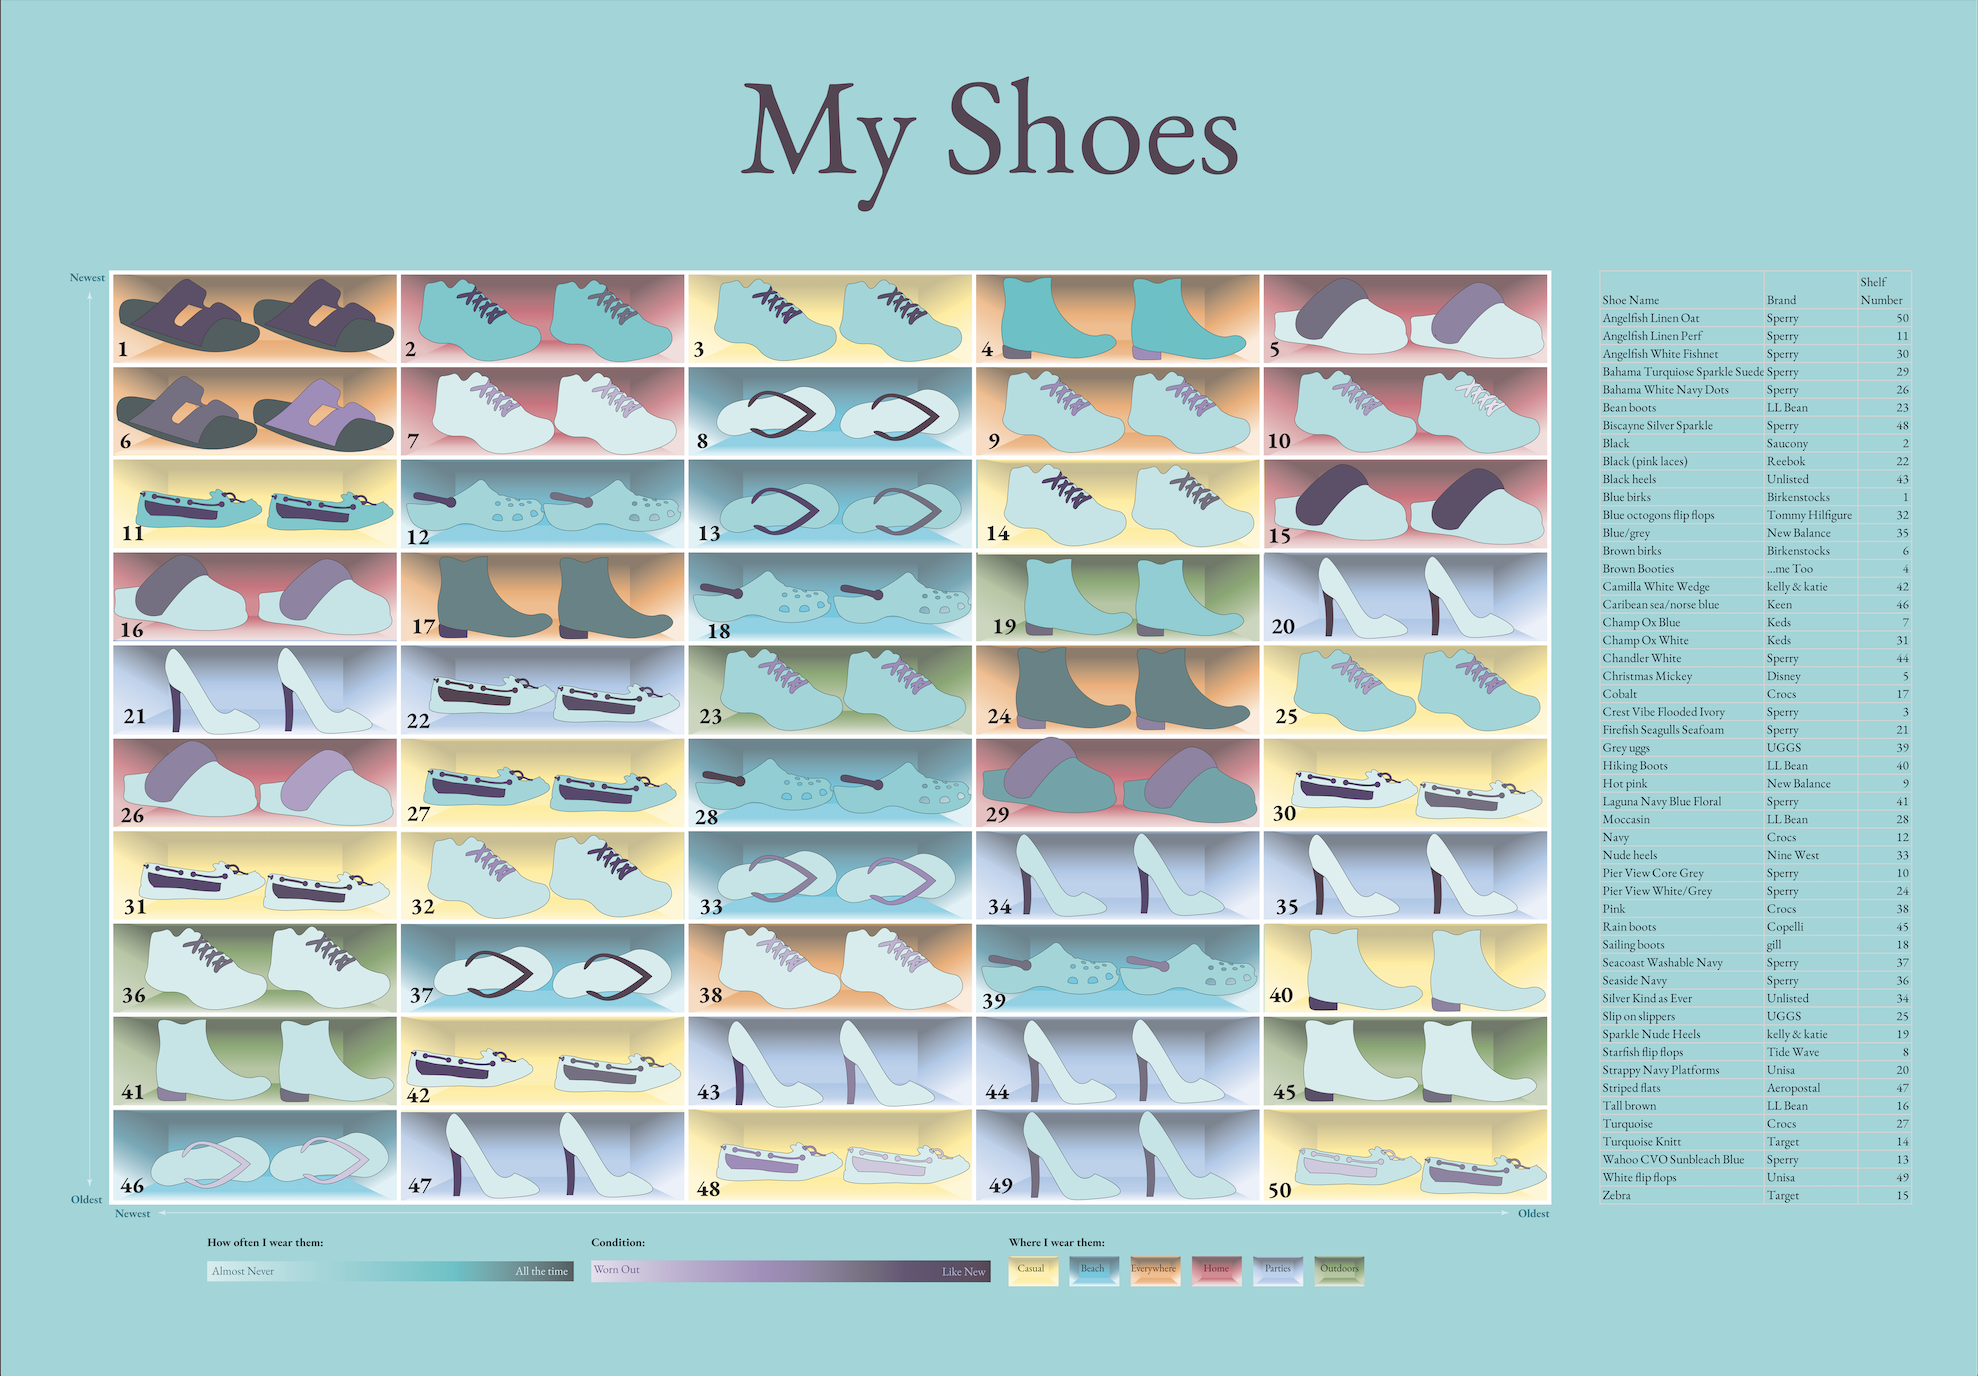 My Shoes
Newest
1 2 3 4 5
6 7 8 9 10
11 12 13 14 15
16 17 18 19 20
21 22 23 24 25
26 27 28 29 30
31 32 33 34 35
36 37 38 39 40
41 42 43 44 45
46 47 48 49 50
Oldest
Newest Oldest
How often I wear them:
Almost Never All the time
Condition:
Worn Out Like New
Where I wear them:
Casual Beach Everywhere Home Parties Outdoors
Shelf
Shoe Name Brand Number
Angelfish Linen Oat Sperry 50
Angelfish Linen Perf Sperry 11
Angelfish White Fishnet Sperry 30
Bahama Turquiose Sparkle Suede Sperry 29
Bahama White Navy Dots Sperry 26
Bean boots LL Bean 23
Biscayne Silver Sparkle Sperry 48
Black Saucony 2
Black (pink laces) Reebok 22
Black heels Unlisted 43
Blue birks Birkenstocks 1
Blue octogons flip flops Tommy Hilfigure 32
Blue/grey New Balance 35
Brown birks Birkenstocks 6
Brown Booties ...me Too 4
Camilla White Wedge kelly & katie 42
Caribean sea/norse blue Keen 46
Champ Ox Blue Keds 7
Champ Ox White Keds 31
Chandler White Sperry 44
Christmas Mickey Disney 5
Cobalt Crocs 17
Crest Vibe Flooded Ivory Sperry 3
Firefish Seagulls Seafoam Sperry 21
Grey uggs UGGS 39
Hiking Boots LL Bean 40
Hot pink New Balance 9
Laguna Navy Blue Floral Sperry 41
Moccasin LL Bean 28
Navy Crocs 12
Nude heels Nine West 33
Pier View Core Grey Sperry 10
Pier View White/Grey Sperry 24
Pink Crocs 38
Rain boots Copelli 45
Sailing boots gill 18
Seacoast Washable Navy Sperry 37
Seaside Navy Sperry 36
Silver Kind as Ever Unlisted 34
Slip on slippers UGGS 25
Sparkle Nude Heels kelly & katie 19
Starfish flip flops Tide Wave 8
Strappy Navy Platforms Unisa 20
Striped flats Aeropostal 47
Tall brown LL Bean 16
Turquoise Crocs 27
Turquoise Knitt Target 14
Wahoo CVO Sunbleach Blue Sperry 13
White flip flops Unisa 49
Zebra Target 15